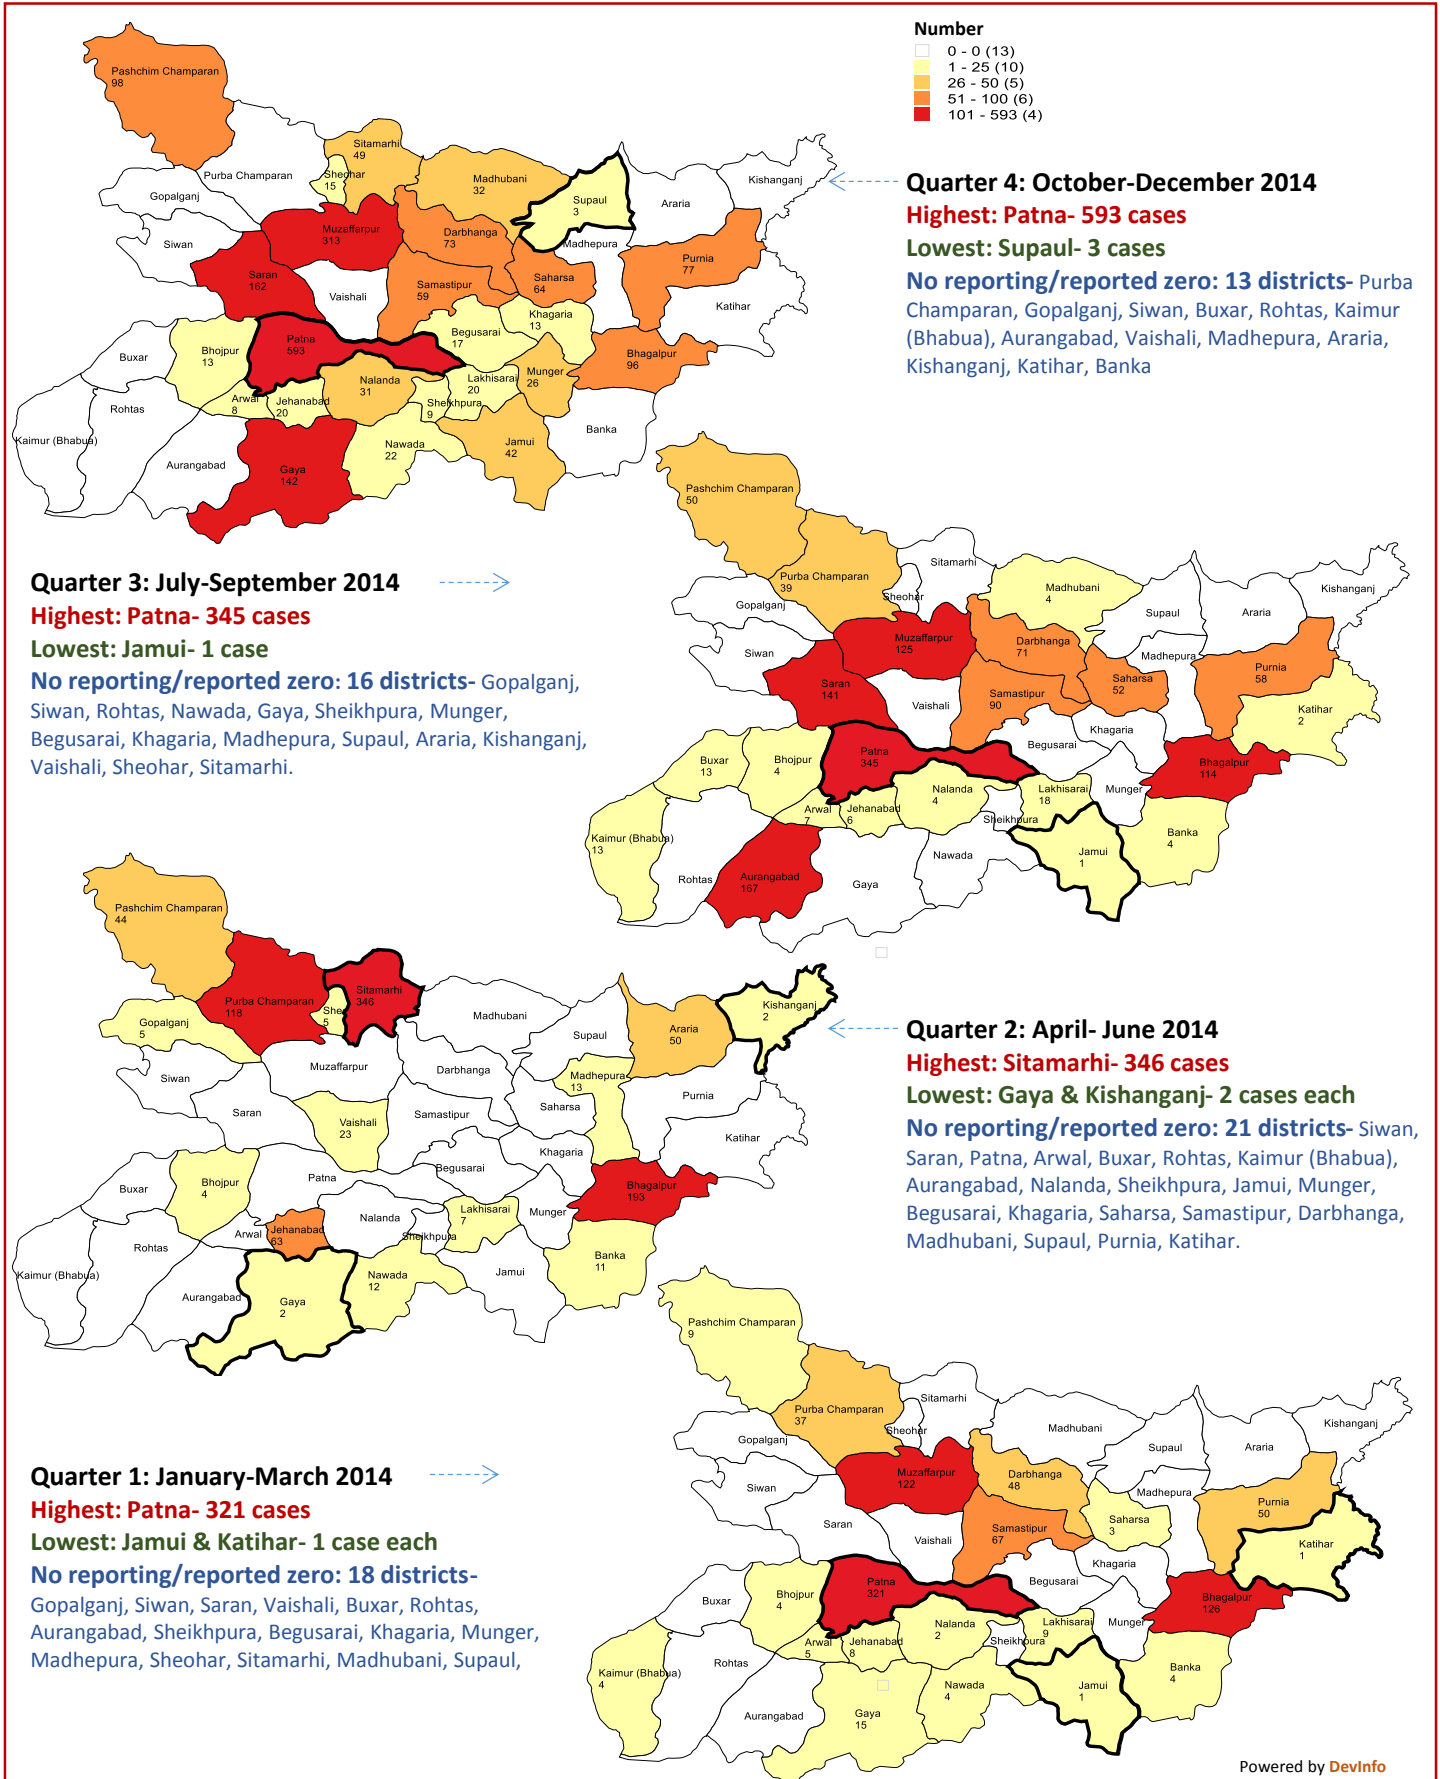 Number
0 - 0 (13)
1 - 25 (10)
26 - 50 (5)
51 - 100 (6)
101 - 593 (4)
Pashchim Champaran
98
Sitamarhi
49
Purba Champaran
Sheohar
15
Madhubani
32
Kishanganj
Gopalganj
Supaul
3
Araria
Siwan
Muzaffarpur
313
Darbhanga
73
Madhepura
Purnia
77
Saran
162
Vaishali
Samastipur
59
Saharsa
64
Katihar
Khagaria
13
Begusarai
17
Patna
593
Buxar
Bhojpur
13
Bhagalpur
96
Munger
26
Lakhisarai
20
Nalanda
31
Arwal
8
Jehanabad
20
Sheikhpura
9
Rohtas
Banka
Kaimur (Bhabua)
Nawada
22
Jamui
42
Aurangabad
Gaya
142
Quarter 4: October-December 2014
Highest: Patna- 593 cases
Lowest: Supaul- 3 cases
No reporting/reported zero: 13 districts- Purba
Champaran, Gopalganj, Siwan, Buxar, Rohtas, Kaimur
(Bhabua), Aurangabad, Vaishali, Madhepura, Araria,
Kishanganj, Katihar, Banka
Quarter 3: July-September 2014
Highest: Patna- 345 cases
Lowest: Jamui- 1 case
No reporting/reported zero: 16 districts- Gopalganj,
Siwan, Rohtas, Nawada, Gaya, Sheikhpura, Munger,
Begusarai, Khagaria, Madhepura, Supaul, Araria, Kishanganj,
Vaishali, Sheohar, Sitamarhi.
Pashchim Champaran
50
Sitamarhi
Purba Champaran
39
Sheohar
Madhubani
4
Kishanganj
Gopalganj
Supaul
Araria
Siwan
Muzaffarpur
125
Darbhanga
71
Madhepura
Purnia
58
Saran
141
Vaishali
Samastipur
90
Saharsa
52
Katihar
2
Khagaria
Begusarai
Patna
345
Buxar
13
Bhojpur
4
Bhagalpur
114
Munger
Lakhisarai
18
Nalanda
4
Arwal
7
Jehanabad
6
Sheikhpura
Kaimur (Bhabua)
13
Banka
4
Nawada
Jamui
1
Rohtas
Aurangabad
167
Gaya
Pashchim Champaran
44
Sitamarhi
346
Purba Champaran
118
She
5
Gopalganj
5
Madhubani
Kishanganj
2
Supaul
Araria
50
Siwan
Muzaffarpur
Darbhanga
Madhepura
13
Purnia
Saran
Vaishali
23
Samastipur
Saharsa
Katihar
Khagaria
Begusarai
Patna
Buxar
Bhojpur
4
Bhagalpur
193
Munger
Lakhisarai
7
Nalanda
Arwal
Jehanabad
63
Sheikhpura
Rohtas
Banka
11
Kaimur (Bhabua)
Nawada
12
Jamui
Aurangabad
Gaya
2
Quarter 2: April- June 2014
Highest: Sitamarhi- 346 cases
Lowest: Gaya & Kishanganj- 2 cases each
No reporting/reported zero: 21 districts- Siwan,
Saran, Patna, Arwal, Buxar, Rohtas, Kaimur (Bhabua),
Aurangabad, Nalanda, Sheikhpura, Jamui, Munger,
Begusarai, Khagaria, Saharsa, Samastipur, Darbhanga,
Madhubani, Supaul, Purnia, Katihar.
Quarter 1: January-March 2014
Highest: Patna- 321 cases
Lowest: Jamui & Katihar- 1 case each
No reporting/reported zero: 18 districts-
Gopalganj, Siwan, Saran, Vaishali, Buxar, Rohtas,
Aurangabad, Sheikhpura, Begusarai, Khagaria, Munger,
Madhepura, Sheohar, Sitamarhi, Madhubani, Supaul,
Pashchim Champaran
9
Sitamarhi
Purba Champaran
37
Sheohar
Madhubani
Kishanganj
Gopalganj
Supaul
Araria
Siwan
Muzaffarpur
122
Darbhanga
48
Madhepura
Purnia
50
Saran
Vaishali
Samastipur
67
Saharsa
3
Katihar
1
Khagaria
Begusarai
Patna
321
Buxar
Bhojpur
4
Bhagalpur
126
Munger
Lakhisarai
9
Nalanda
2
Arwal
5
Jehanabad
8
Sheikhpura
Rohtas
Kaimur (Bhabua)
4
Banka
4
Nawada
4
Jamui
1
Aurangabad
Gaya
15
Powered by DevInfo